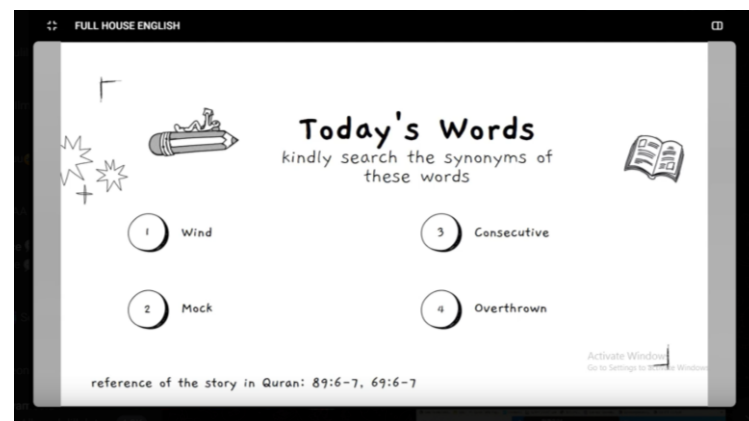 FULL HOUSE ENGLISH
Today's Words
kindly search the synonyms of
these words
1 Wind
3 Consecutive
2 Mock
4 Overthrown
Activate Windows
Go to Settings to activate Windows
reference of the story in Quran: 89:6-7, 69:6-7